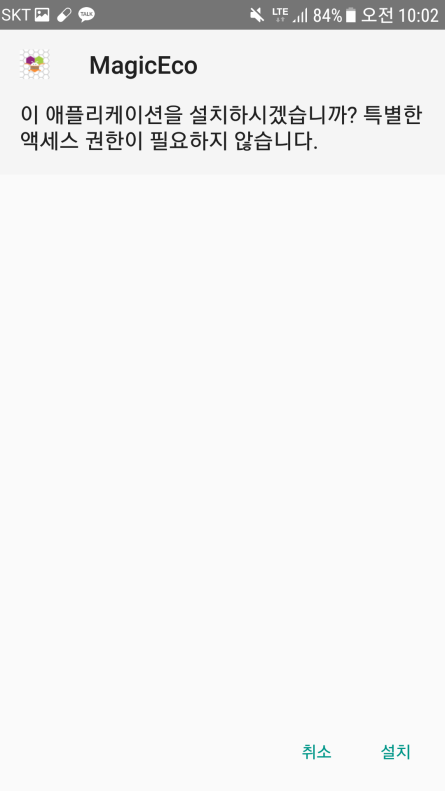 SKT TALK LTE 84% 오전 10:02
MagicEco
이 애플리케이션을 설치하시겠습니까? 특별한
액세스 권한이 필요하지 않습니다.
취소 설치